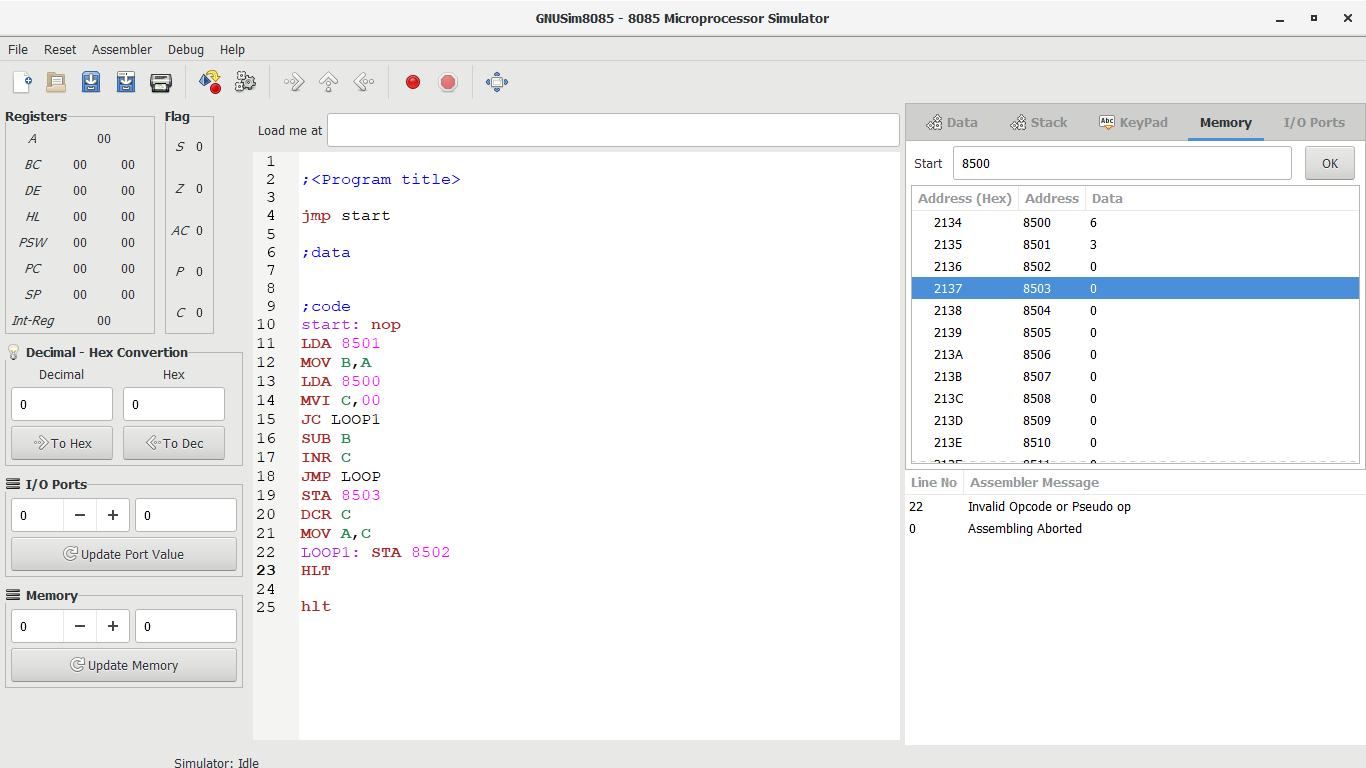 GNUSim8085 - 8085 Microprocessor Simulator
File Reset Assembler Debug Help
Registers
A 00
BC 00 00
DE 00 00
HL 00 00
PSW 00 00
PC 00 00
SP 00 00
Int-Reg 00
Flag
S 0
Z 0
AC 0
P 0
C 0
Decimal - Hex Convertion
Decimal Hex
0 0
To Hex To Dec
I/O Ports
0 − + 0
Update Port Value
Memory
0 − + 0
Update Memory
Load me at
1
2 ;<Program title>
3
4 jmp start
5
6 ;data
7
8
9 ;code
10 start: nop
11 LDA 8501
12 MOV B,A
13 LDA 8500
14 MVI C,00
15 JC LOOP1
16 SUB B
17 INR C
18 JMP LOOP
19 STA 8503
20 DCR C
21 MOV A,C
22 LOOP1: STA 8502
23 HLT
24
25 hlt
Data Stack Abc KeyPad Memory I/O Ports
Start 8500 OK
Address (Hex) Address Data
2134 8500 6
2135 8501 3
2136 8502 0
2137 8503 0
2138 8504 0
2139 8505 0
213A 8506 0
213B 8507 0
213C 8508 0
213D 8509 0
213E 8510 0
213F 8511 0
Line No Assembler Message
22 Invalid Opcode or Pseudo op
0 Assembling Aborted
Simulator: Idle